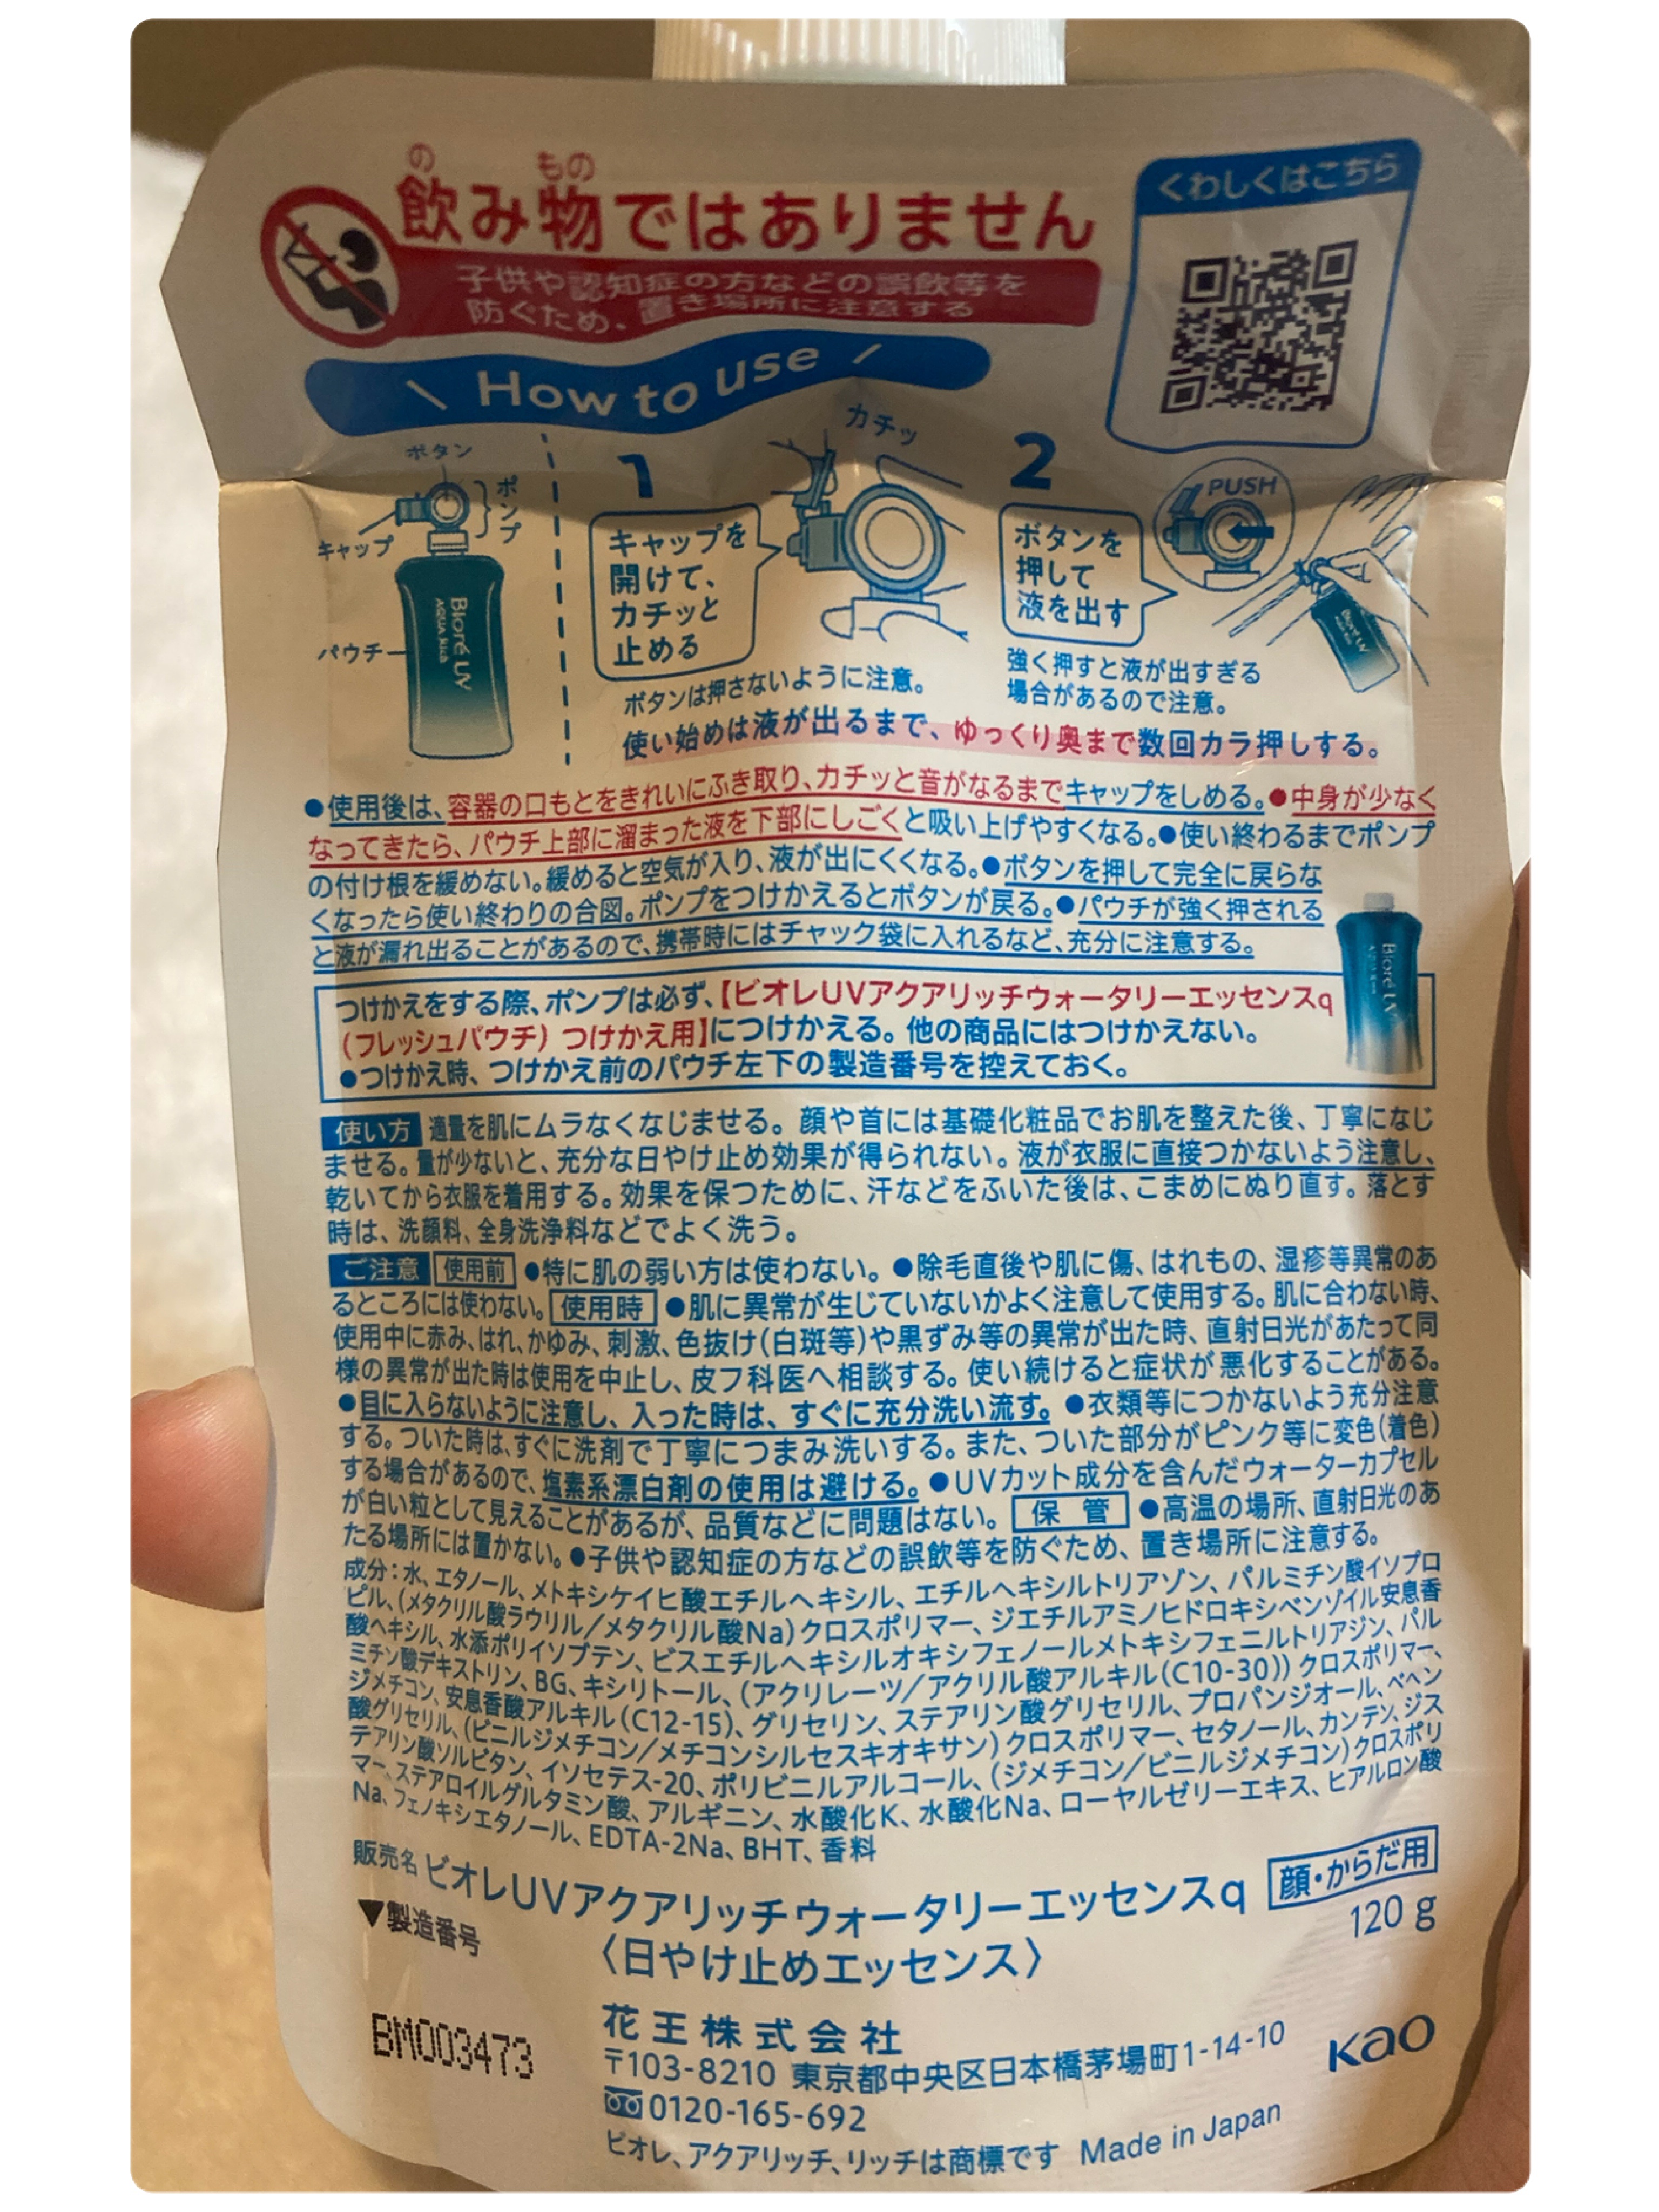 の もの
飲み物ではありません
子供や認知症の方などの誤飲等を
防ぐため、置き場所に注意する
くわしくはこちら
\ How to use /
ボタン
ポンプ
キャップ
パウチ
Bioré UV
AQUA Rich
1
キャップを
開けて、
カチッと
止める
カチッ
ボタンは押さないように注意。
2
ボタンを
押して
液を出す
PUSH
Bioré UV
強く押すと液が出すぎる
場合があるので注意。
使い始めは液が出るまで、ゆっくり奥まで数回カラ押しする。
●使用後は、容器の口もとをきれいにふき取り、カチッと音がなるまでキャップをしめる。●中身が少なく
なってきたら、パウチ上部に溜まった液を下部にしごくと吸い上げやすくなる。●使い終わるまでポンプ
の付け根を緩めない。緩めると空気が入り、液が出にくくなる。●ボタンを押して完全に戻らな
くなったら使い終わりの合図。ポンプをつけかえるとボタンが戻る。●パウチが強く押される
と液が漏れ出ることがあるので、携帯時にはチャック袋に入れるなど、充分に注意する。
つけかえをする際、ポンプは必ず、【ビオレUVアクアリッチウォータリーエッセンスq
(フレッシュパウチ) つけかえ用】につけかえる。他の商品にはつけかえない。
●つけかえ時、つけかえ前のパウチ左下の製造番号を控えておく。
Bioré UV
使い方 適量を肌にムラなくなじませる。顔や首には基礎化粧品でお肌を整えた後、丁寧になじ
ませる。量が少ないと、充分な日やけ止め効果が得られない。液が衣服に直接つかないよう注意し、
乾いてから衣服を着用する。効果を保つために、汗などをふいた後は、こまめにぬり直す。落とす
時は、洗顔料、全身洗浄料などでよく洗う。
ご注意 使用前 ●特に肌の弱い方は使わない。●除毛直後や肌に傷、はれもの、湿疹等異常のあ
るところには使わない。使用時 ●肌に異常が生じていないかよく注意して使用する。肌に合わない時、
使用中に赤み、はれ、かゆみ、刺激、色抜け(白斑等)や黒ずみ等の異常が出た時、直射日光があたって同
様の異常が出た時は使用を中止し、皮フ科医へ相談する。使い続けると症状が悪化することがある。
●目に入らないように注意し、入った時は、すぐに充分洗い流す。●衣類等につかないよう充分注意
する。ついた時は、すぐに洗剤で丁寧につまみ洗いする。また、ついた部分がピンク等に変色(着色)
する場合があるので、塩素系漂白剤の使用は避ける。●UVカット成分を含んだウォーターカプセル
が白い粒として見えることがあるが、品質などに問題はない。保 管 ●高温の場所、直射日光のあ
たる場所には置かない。●子供や認知症の方などの誤飲等を防ぐため、置き場所に注意する。
成分:水、エタノール、メトキシケイヒ酸エチルヘキシル、エチルヘキシルトリアゾン、パルミチン酸イソプロ
ピル、(メタクリル酸ラウリル/メタクリル酸Na)クロスポリマー、ジエチルアミノヒドロキシベンゾイル安息香
酸ヘキシル、水添ポリイソブテン、ビスエチルヘキシルオキシフェノールメトキシフェニルトリアジン、パル
ミチン酸デキストリン、BG、キシリトール、(アクリレーツ/アクリル酸アルキル(C10-30))クロスポリマー、
ジメチコン、安息香酸アルキル(C12-15)、グリセリン、ステアリン酸グリセリル、プロパンジオール、ベヘン
酸グリセリル、(ビニルジメチコン/メチコンシルセスキオキサン)クロスポリマー、セタノール、カンテン、ジス
テアリン酸ソルビタン、イソセテス-20、ポリビニルアルコール、(ジメチコン/ビニルジメチコン)クロスポリ
マー、ステアロイルグルタミン酸、アルギニン、水酸化K、水酸化Na、ローヤルゼリーエキス、ヒアルロン酸
Na、フェノキシエタノール、EDTA-2Na、BHT、香料
販売名 ビオレUVアクアリッチウォータリーエッセンスq 顔・からだ用
〈日やけ止めエッセンス〉 120 g
▼製造番号
BM003473
花王株式会社
〒103-8210 東京都中央区日本橋茅場町1-14-10
0120-165-692
Kao
ビオレ、アクアリッチ、リッチは商標です Made in Japan